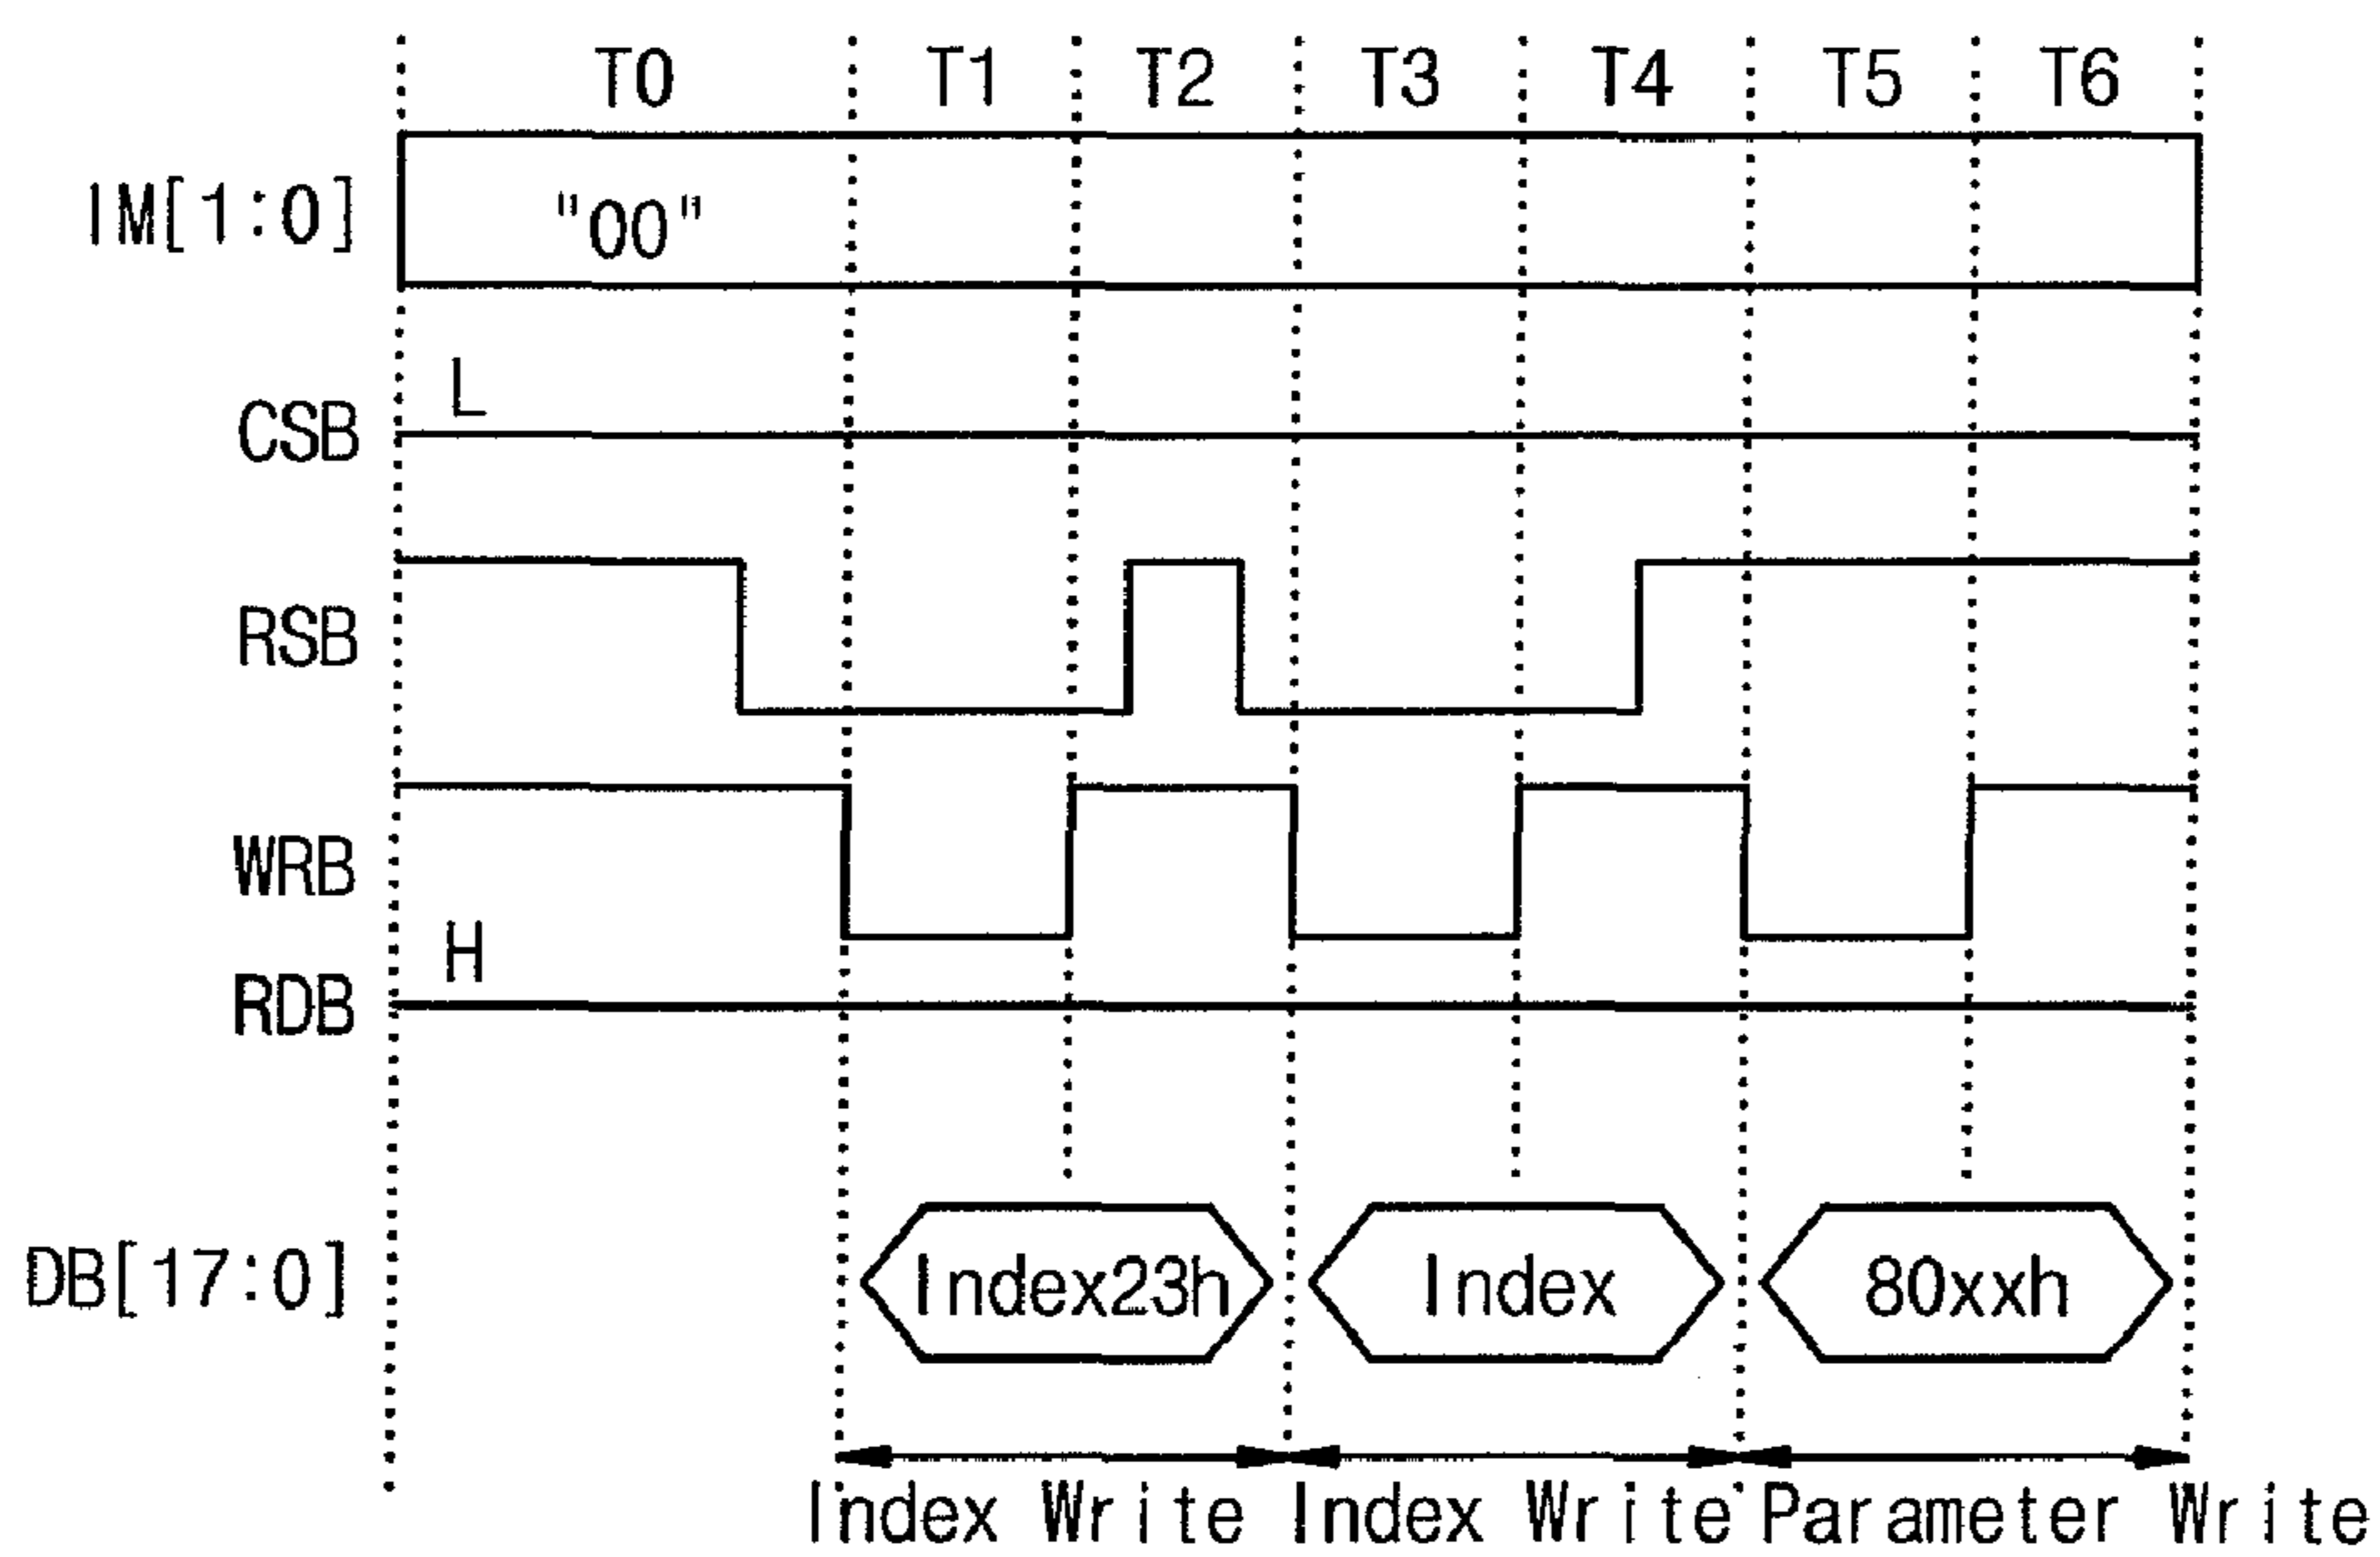 T0 T1 T2 T3 T4 T5 T6
IM[1:0] "00"
L
CSB
RSB
WRB
H
RDB
DB[17:0] Index23h Index 80xxh
Index Write Index Write Parameter Write